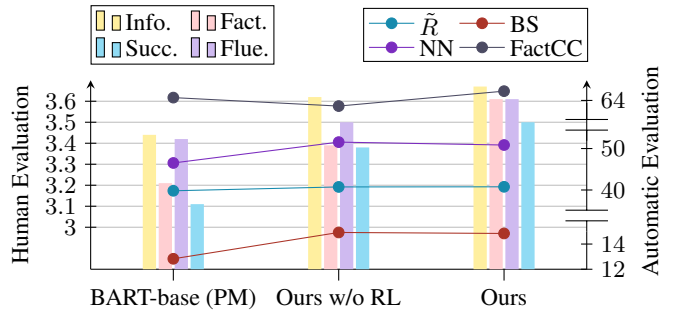 Info. Fact.
Succ. Flue.
R̃ BS
NN FactCC
Human Evaluation
3.6
3.5
3.4
3.3
3.2
3.1
3
64
50
40
14
12
Automatic Evaluation
BART-base (PM) Ours w/o RL Ours